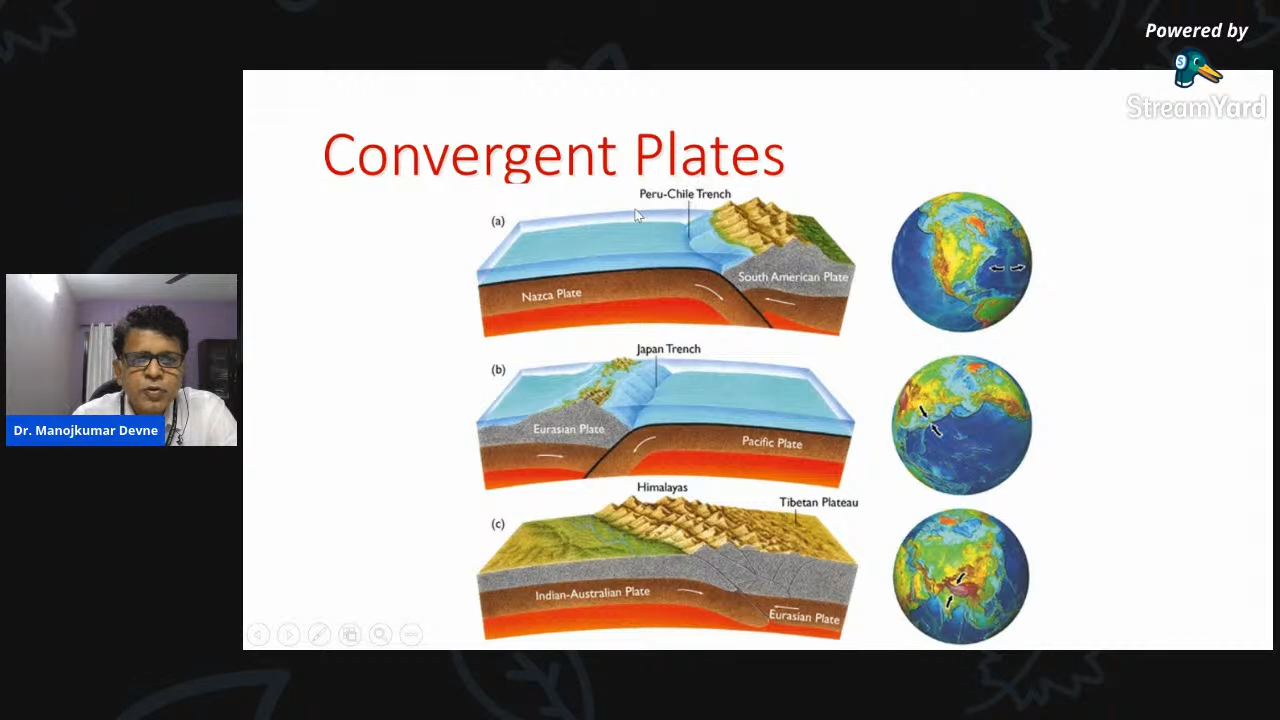 Powered by
S
StreamYard
Convergent Plates
Peru-Chile Trench
(a)
South American Plate
Nazca Plate
Japan Trench
(b)
Eurasian Plate
Pacific Plate
Himalayas
Tibetan Plateau
(c)
Indian-Australian Plate
Eurasian Plate
Dr. Manojkumar Devne